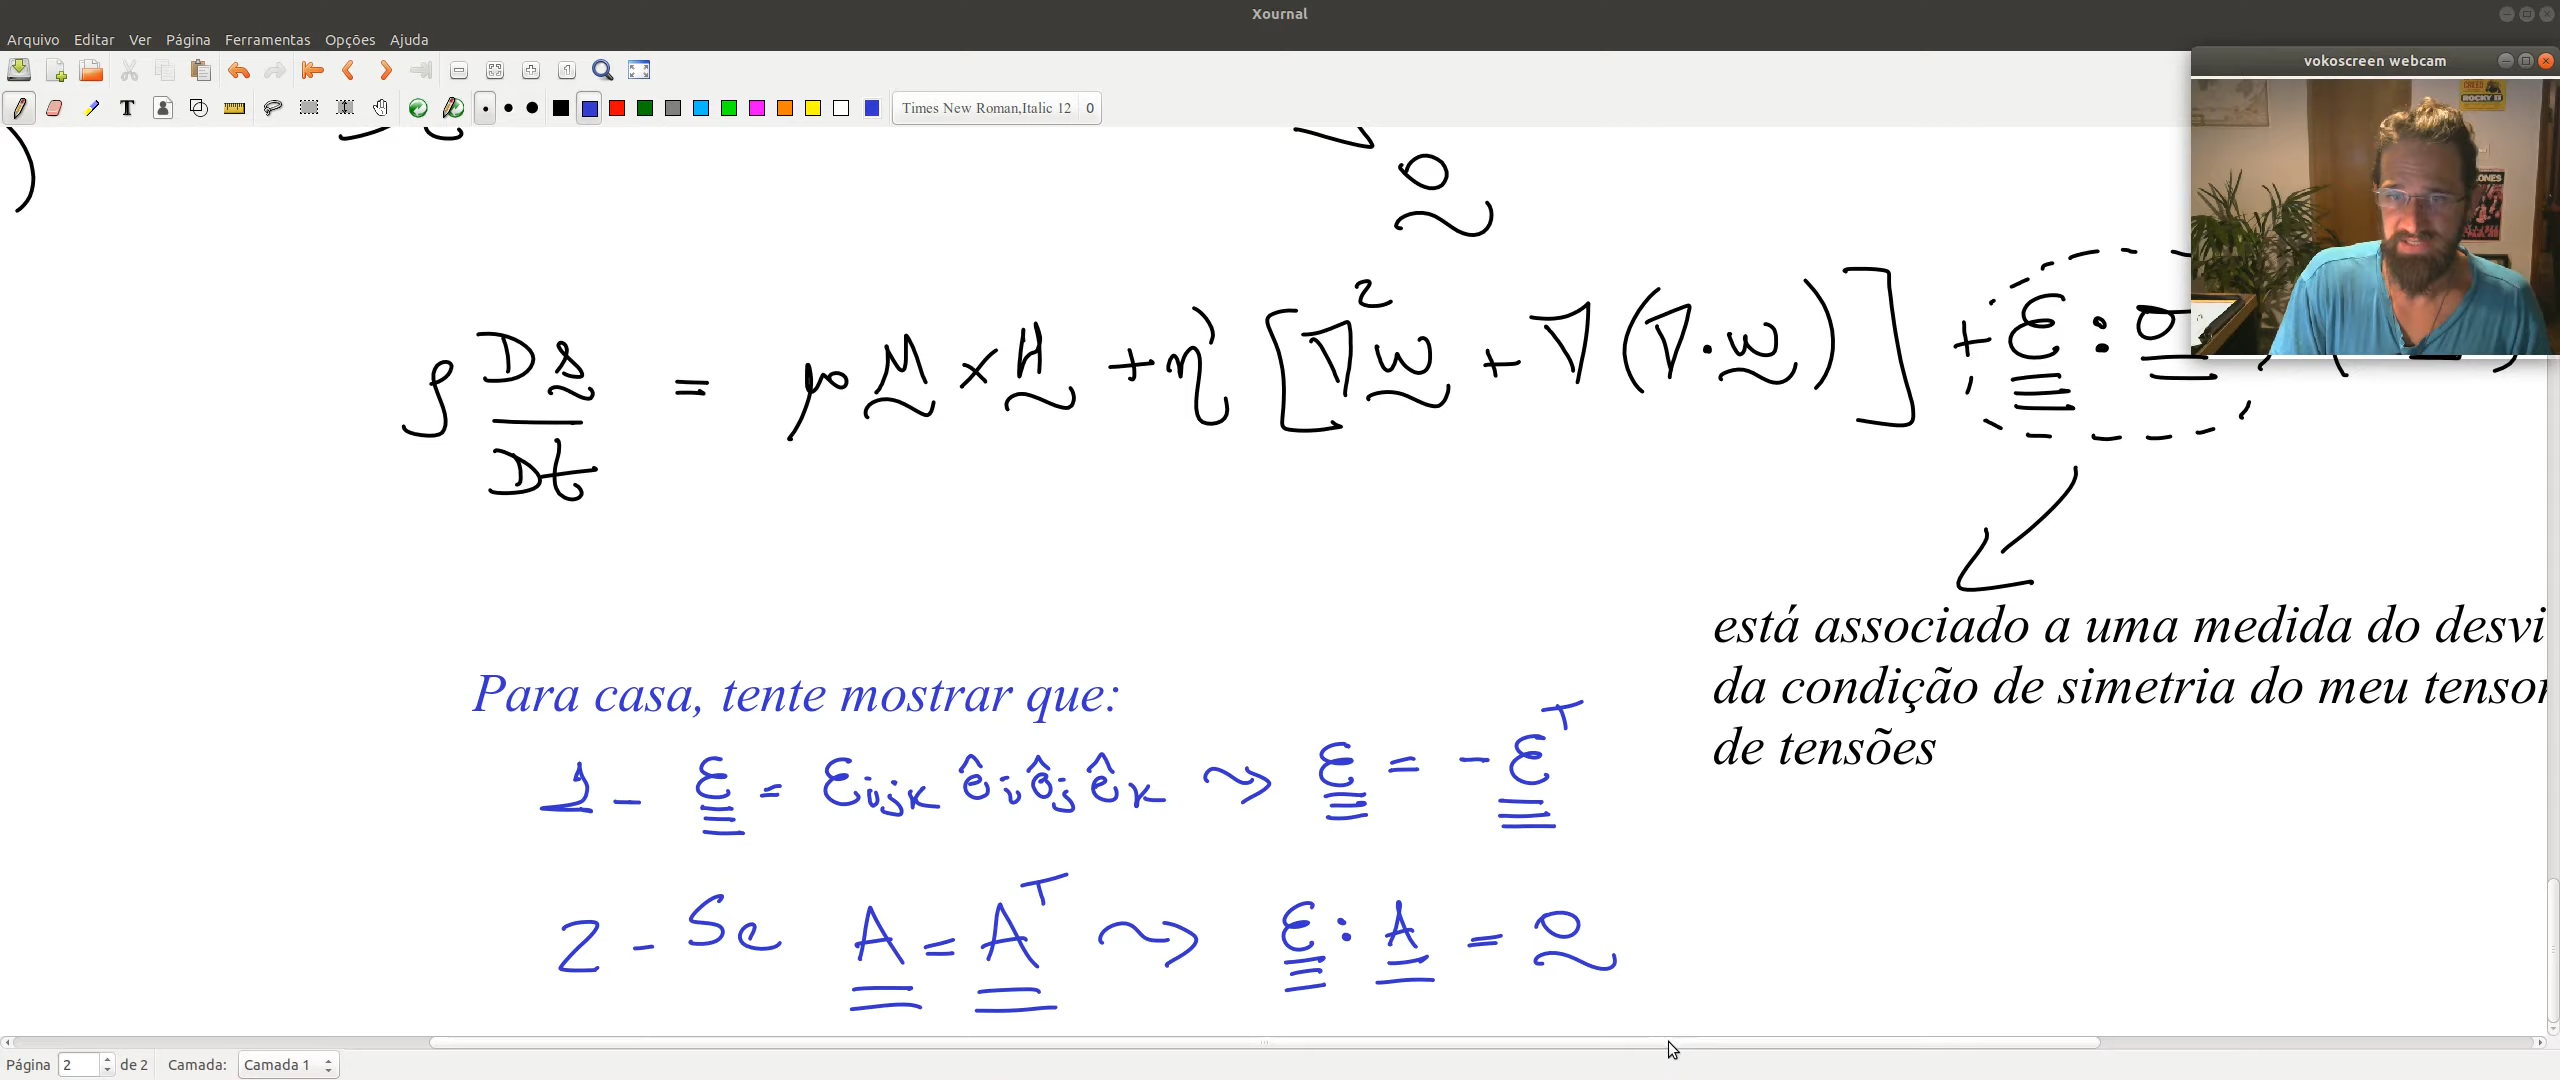 Xournal
Arquivo Editar Ver Página Ferramentas Opções Ajuda
vokoscreen webcam
Times New Roman,Italic 12 0
0
ρ Ds/Dt = μ0 M × H + η' [∇² w + ∇(∇·w)] + ε : σ
está associado a uma medida do desvi
da condição de simetria do meu tensor
de tensões
Para casa, tente mostrar que:
1 - ε = εijk êi êj êk ⤳ ε = - ε^T
2 - Se A = A^T ⤳ ε : A = 0
Página 2 de 2 Camada: Camada 1